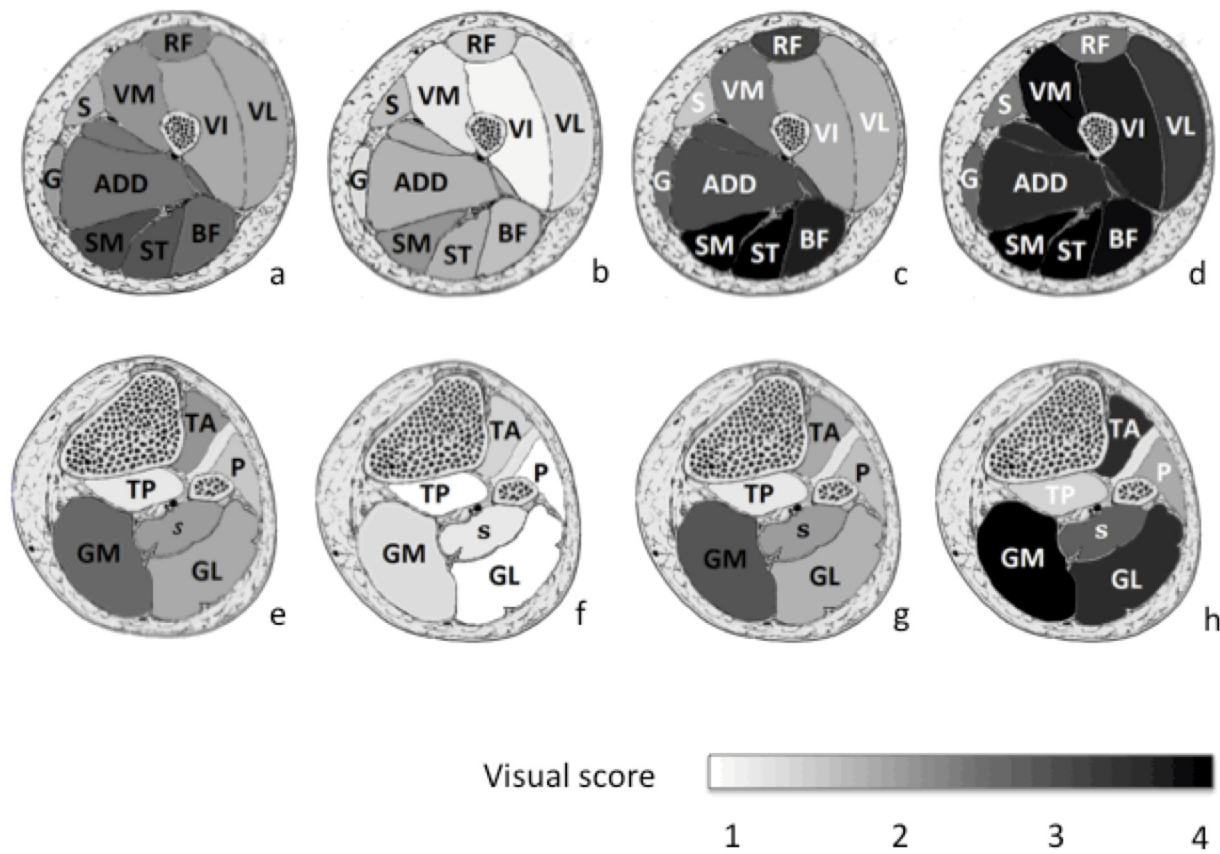 RF
VM
S
VI
VL
G
ADD
SM
ST
BF
a
RF
VM
S
VI
VL
G
ADD
SM
ST
BF
b
RF
VM
S
VI
VL
G
ADD
SM
ST
BF
c
RF
VM
S
VI
VL
G
ADD
SM
ST
BF
d
TA
P
TP
s
GM
GL
e
TA
P
TP
s
GM
GL
f
TA
P
TP
s
GM
GL
g
TA
P
TP
s
GM
GL
h
Visual score
1 2 3 4